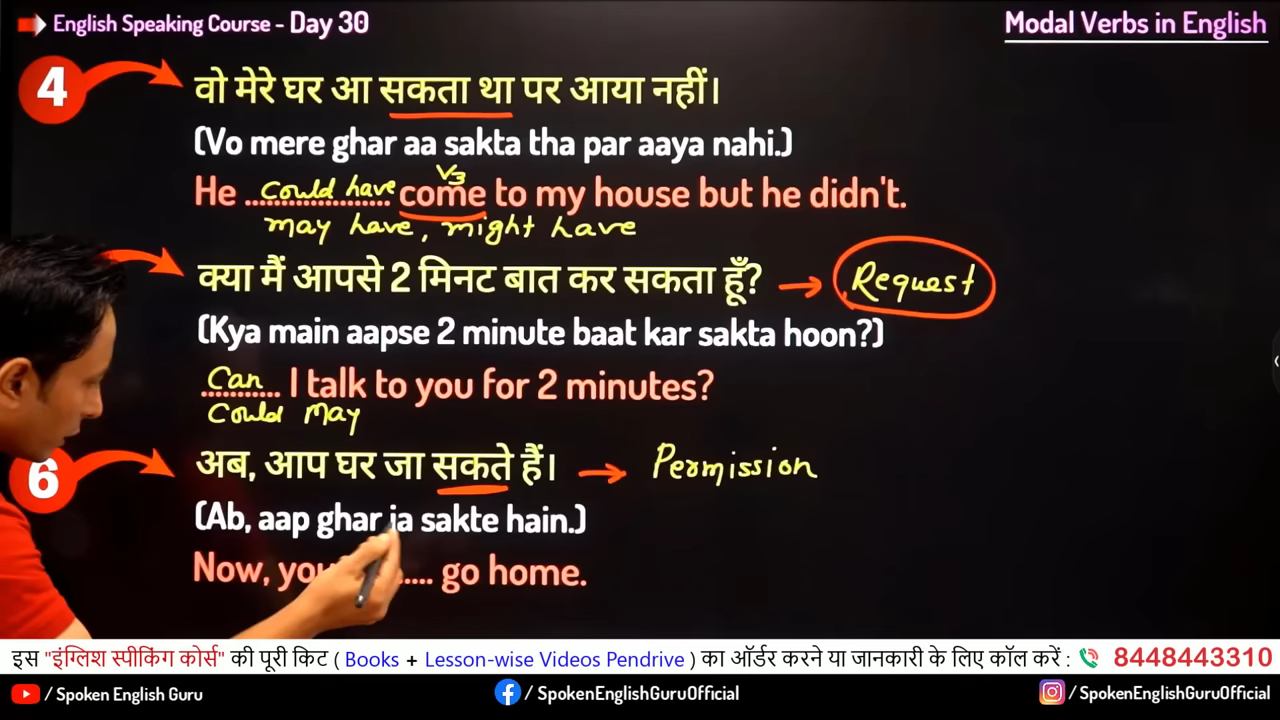 English Speaking Course - Day 30
Modal Verbs in English
4
वो मेरे घर आ सकता था पर आया नहीं।
(Vo mere ghar aa sakta tha par aaya nahi.)
V3
He could have come to my house but he didn't.
may have, might have
क्या मैं आपसे 2 मिनट बात कर सकता हूँ? → Request
(Kya main aapse 2 minute baat kar sakta hoon?)
Can I talk to you for 2 minutes?
Could May
6
अब, आप घर जा सकते हैं। → Permission
(Ab, aap ghar ja sakte hain.)
Now, you ..... go home.
इस "इंग्लिश स्पीकिंग कोर्स" की पूरी किट ( Books + Lesson-wise Videos Pendrive ) का ऑर्डर करने या जानकारी के लिए कॉल करें : 8448443310
/ Spoken English Guru
/ SpokenEnglishGuruOfficial
/ SpokenEnglishGuruOfficial